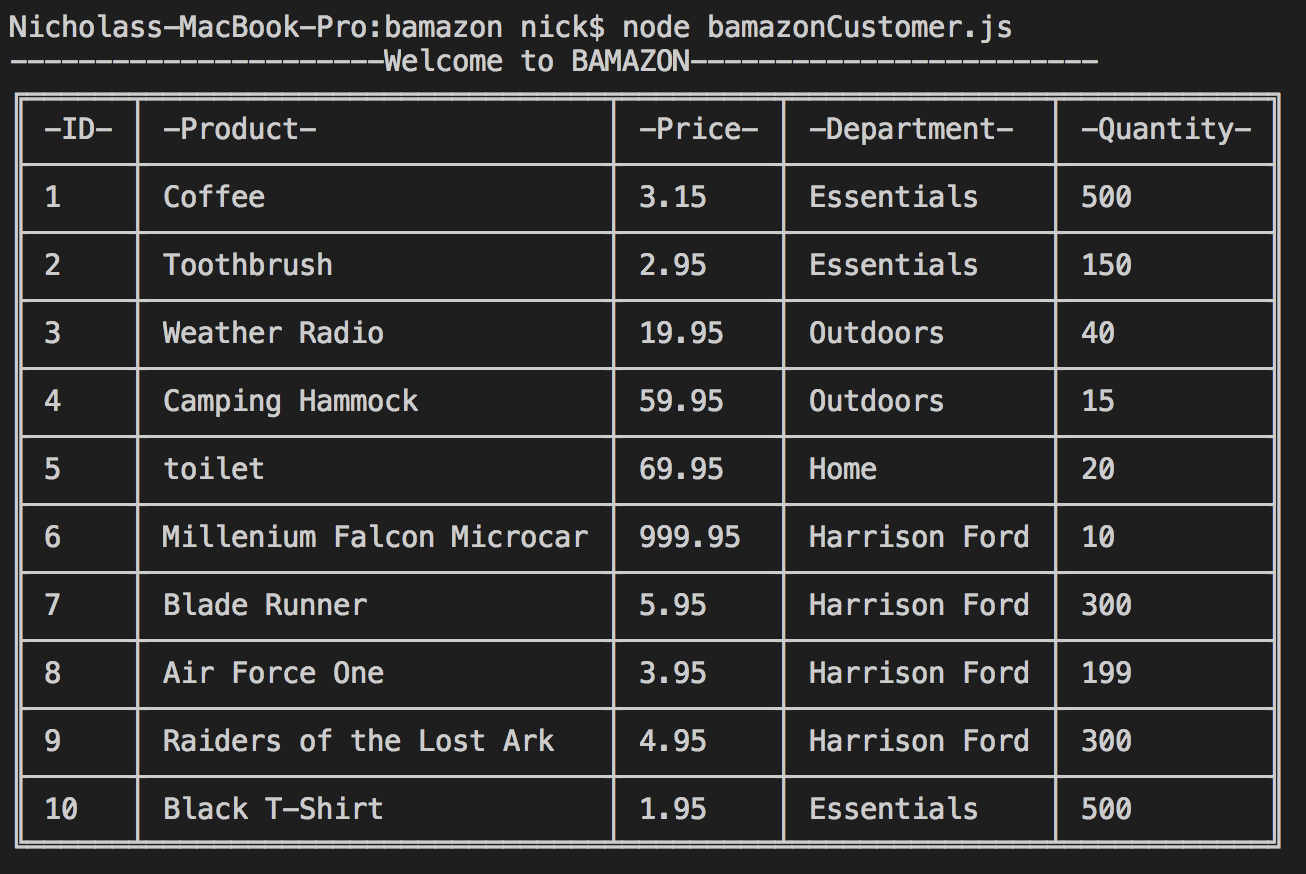 Nicholass-MacBook-Pro:bamazon nick$ node bamazonCustomer.js
----------------------Welcome to BAMAZON------------------------
-ID- -Product- -Price- -Department- -Quantity-
1 Coffee 3.15 Essentials 500
2 Toothbrush 2.95 Essentials 150
3 Weather Radio 19.95 Outdoors 40
4 Camping Hammock 59.95 Outdoors 15
5 toilet 69.95 Home 20
6 Millenium Falcon Microcar 999.95 Harrison Ford 10
7 Blade Runner 5.95 Harrison Ford 300
8 Air Force One 3.95 Harrison Ford 199
9 Raiders of the Lost Ark 4.95 Harrison Ford 300
10 Black T-Shirt 1.95 Essentials 500